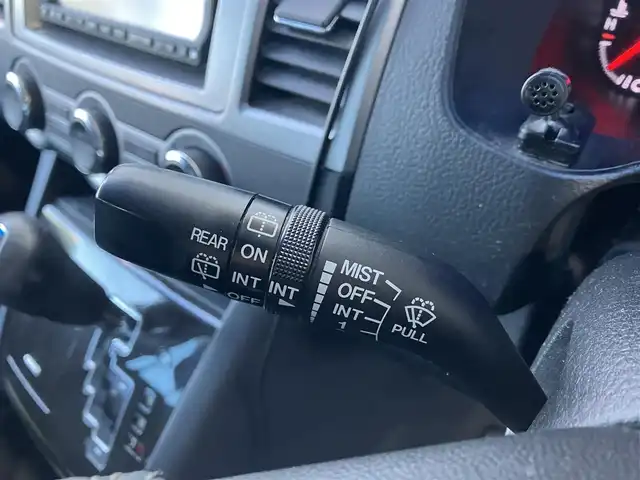 REAR
ON
INT
OFF
INT
MIST
OFF
INT
1
PULL